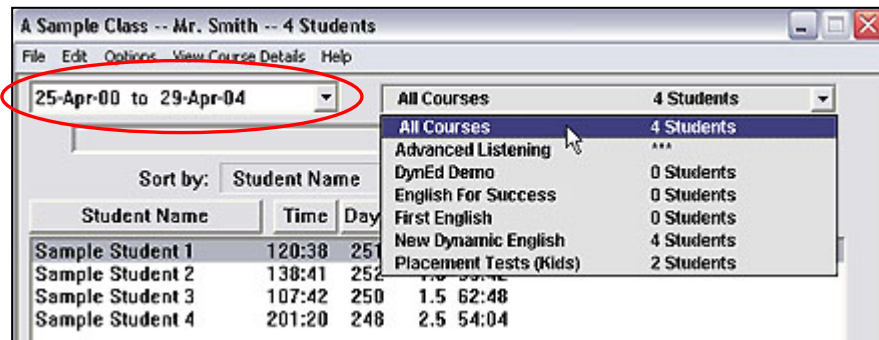 A Sample Class -- Mr. Smith -- 4 Students
File Edit Options View Course Details Help
25-Apr-00 to 29-Apr-04
All Courses 4 Students
All Courses 4 Students
Advanced Listening ***
DynEd Demo 0 Students
English For Success 0 Students
First English 0 Students
New Dynamic English 4 Students
Placement Tests (Kids) 2 Students
Sort by: Student Name
Student Name Time Day
Sample Student 1 120:38 251
Sample Student 2 138:41 252
Sample Student 3 107:42 250 1.5 62:48
Sample Student 4 201:20 248 2.5 54:04